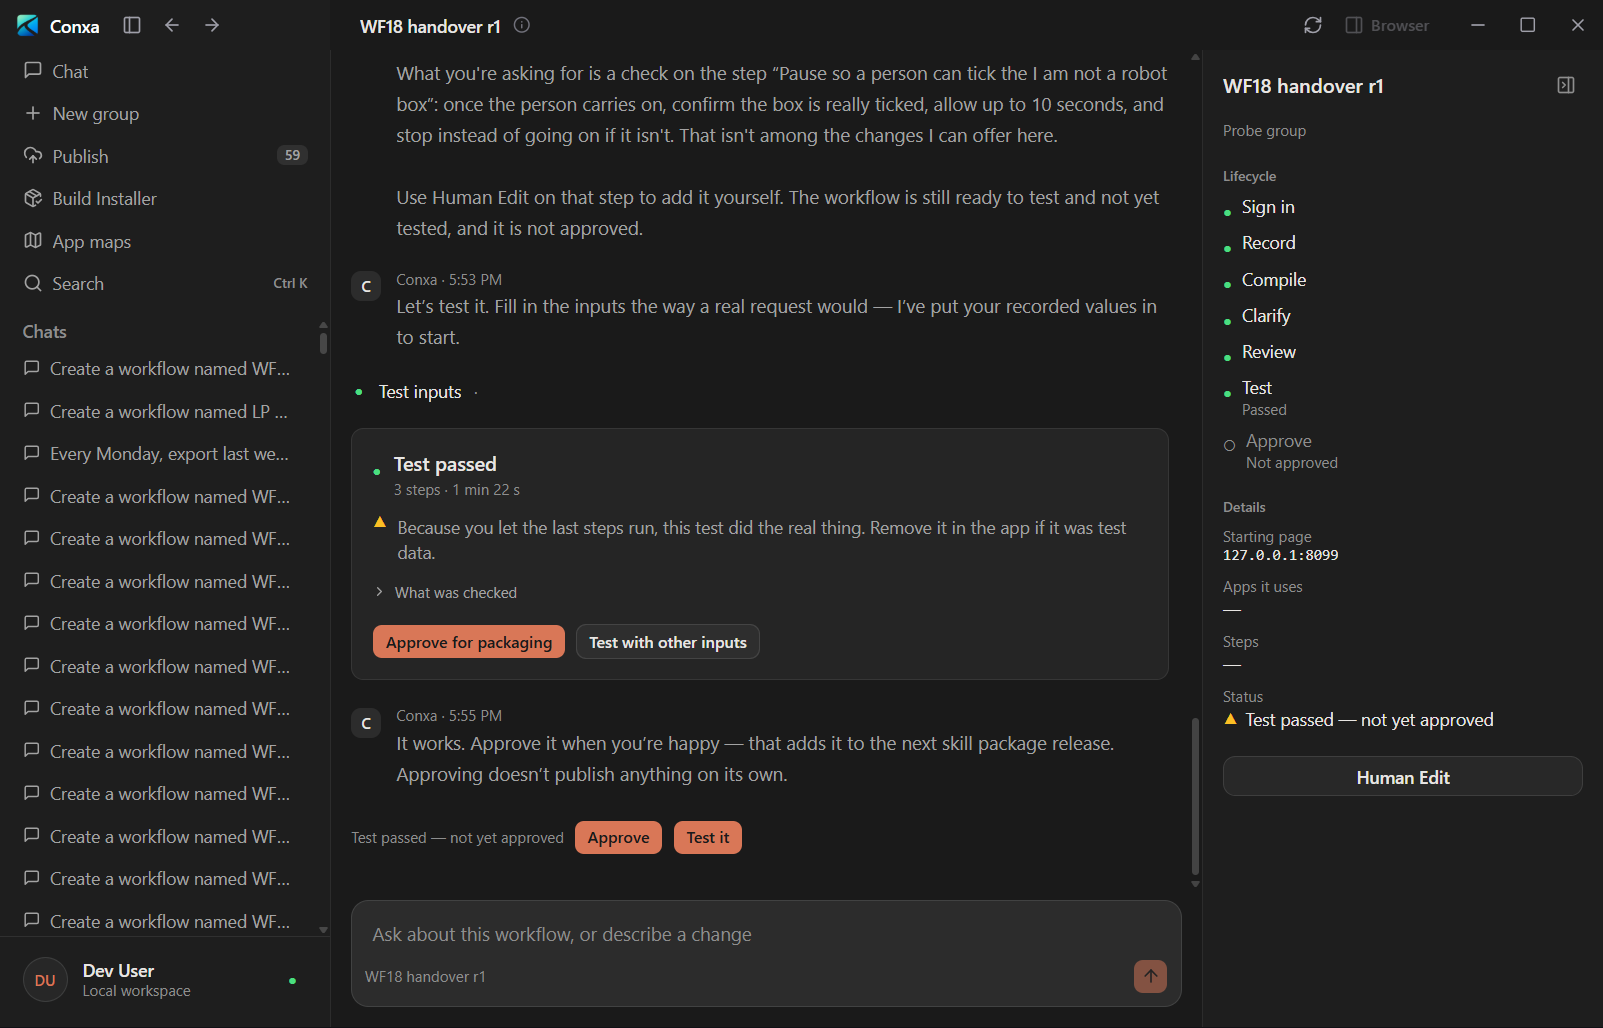 Conxa
WF18 handover r1
Browser
Chat
New group
Publish
59
Build Installer
App maps
Search
Ctrl K
Chats
Create a workflow named WF...
Create a workflow named LP ...
Every Monday, export last we...
Create a workflow named WF...
Create a workflow named WF...
Create a workflow named WF...
Create a workflow named WF...
Create a workflow named WF...
Create a workflow named WF...
Create a workflow named WF...
Create a workflow named WF...
Create a workflow named WF...
Create a workflow named WF...
Create a workflow named WF...
DU
Dev User
Local workspace
What you're asking for is a check on the step “Pause so a person can tick the I am not a robot
box”: once the person carries on, confirm the box is really ticked, allow up to 10 seconds, and
stop instead of going on if it isn't. That isn't among the changes I can offer here.
Use Human Edit on that step to add it yourself. The workflow is still ready to test and not yet
tested, and it is not approved.
C
Conxa · 5:53 PM
Let’s test it. Fill in the inputs the way a real request would — I’ve put your recorded values in
to start.
Test inputs ·
Test passed
3 steps · 1 min 22 s
Because you let the last steps run, this test did the real thing. Remove it in the app if it was test
data.
What was checked
Approve for packaging
Test with other inputs
C
Conxa · 5:55 PM
It works. Approve it when you’re happy — that adds it to the next skill package release.
Approving doesn’t publish anything on its own.
Test passed — not yet approved
Approve
Test it
Ask about this workflow, or describe a change
WF18 handover r1
WF18 handover r1
Probe group
Lifecycle
Sign in
Record
Compile
Clarify
Review
Test
Passed
Approve
Not approved
Details
Starting page
127.0.0.1:8099
Apps it uses
—
Steps
—
Status
Test passed — not yet approved
Human Edit